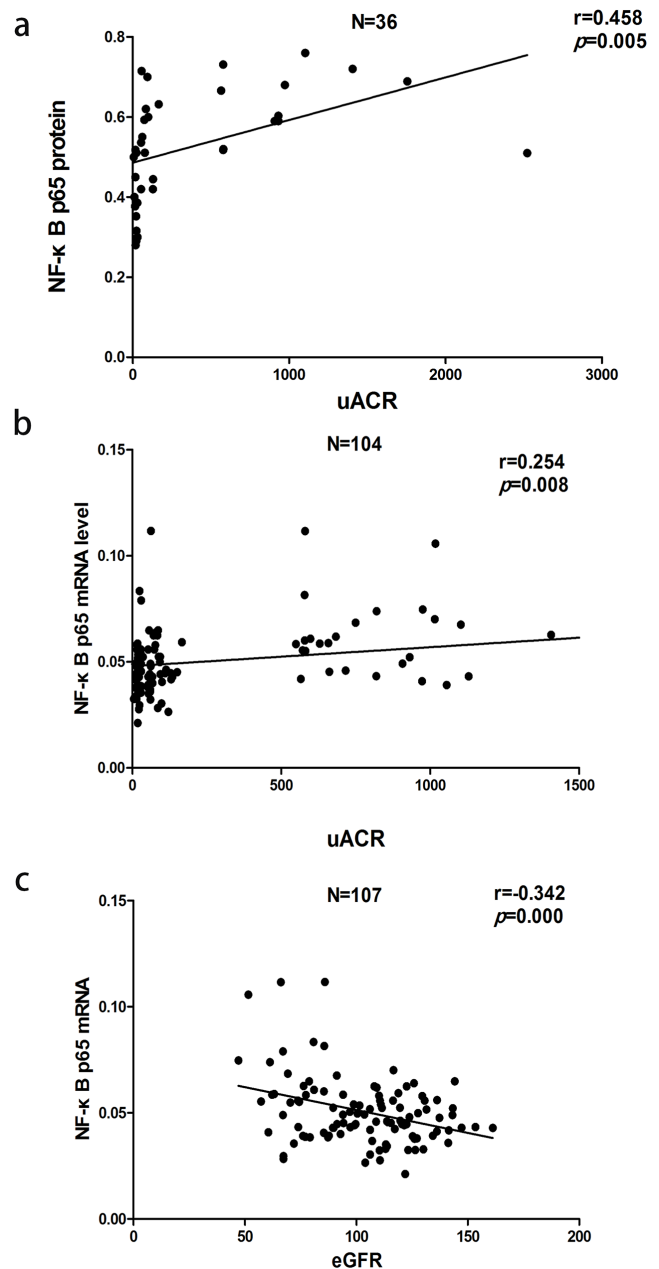 a
N=36
r=0.458
p=0.005
0.8
0.6
0.4
0.2
0.0
NF-κ B p65 protein
0
1000
2000
3000
uACR
b
N=104
r=0.254
p=0.008
0.15
0.10
0.05
0.00
NF-κ B p65 mRNA level
0
500
1000
1500
uACR
c
N=107
r=-0.342
p=0.000
0.15
0.10
0.05
0.00
NF-κ B p65 mRNA
0
50
100
150
200
eGFR